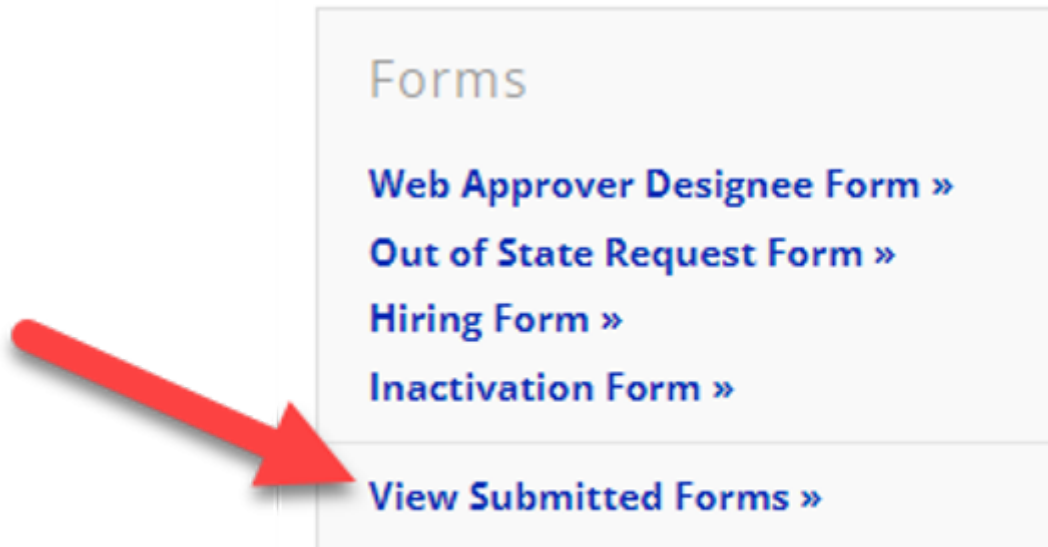 Forms
Web Approver Designee Form »
Out of State Request Form »
Hiring Form »
Inactivation Form »
View Submitted Forms »